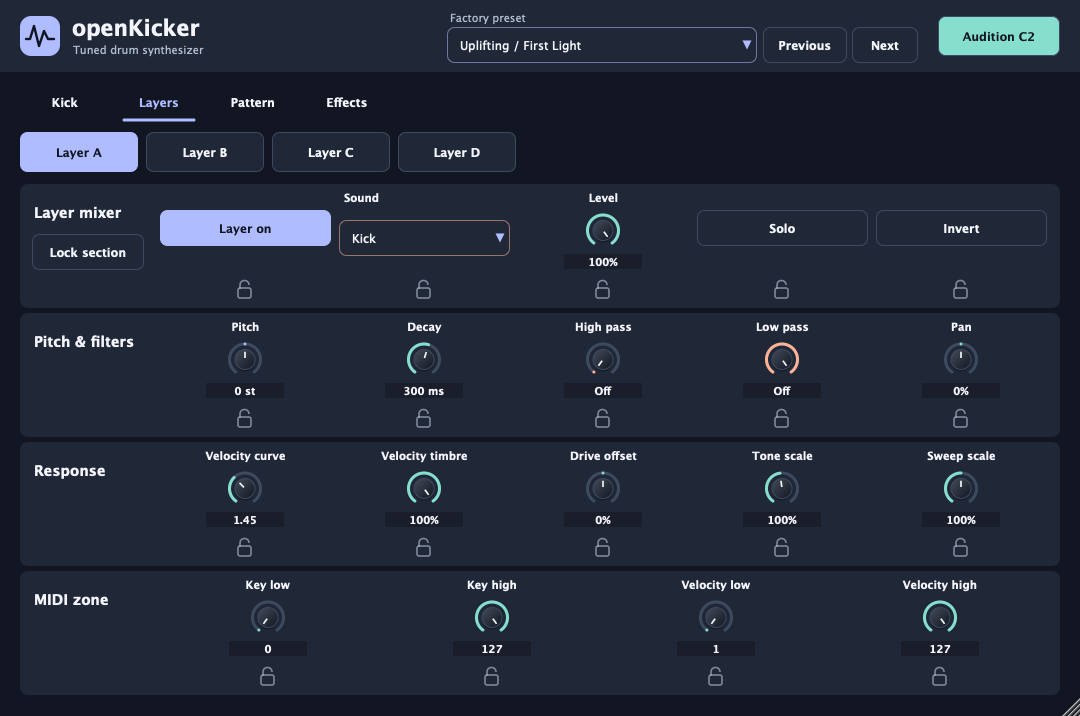 openKicker
Tuned drum synthesizer
Factory preset
Uplifting / First Light
Previous
Next
Audition C2
Kick
Layers
Pattern
Effects
Layer A
Layer B
Layer C
Layer D
Layer mixer
Lock section
Layer on
Sound
Kick
Level
100%
Solo
Invert
Pitch & filters
Pitch
Decay
High pass
Low pass
Pan
0 st
300 ms
Off
Off
0%
Response
Velocity curve
Velocity timbre
Drive offset
Tone scale
Sweep scale
1.45
100%
0%
100%
100%
MIDI zone
Key low
Key high
Velocity low
Velocity high
0
127
1
127